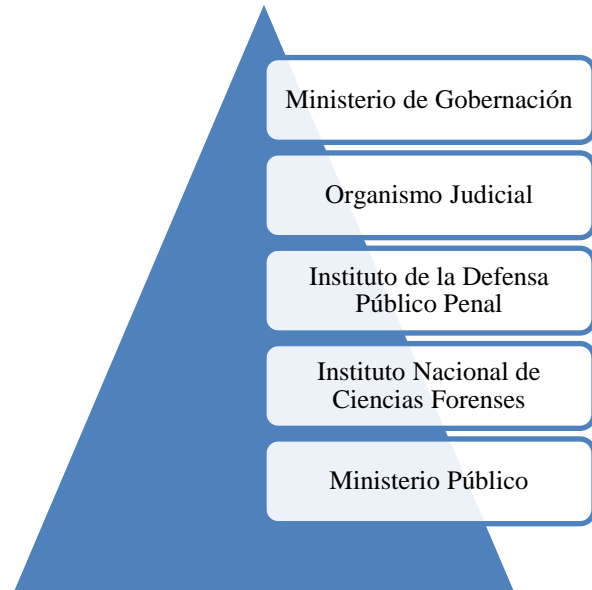 Ministerio de Gobernación
Organismo Judicial
Instituto de la Defensa
Público Penal
Instituto Nacional de
Ciencias Forenses
Ministerio Público